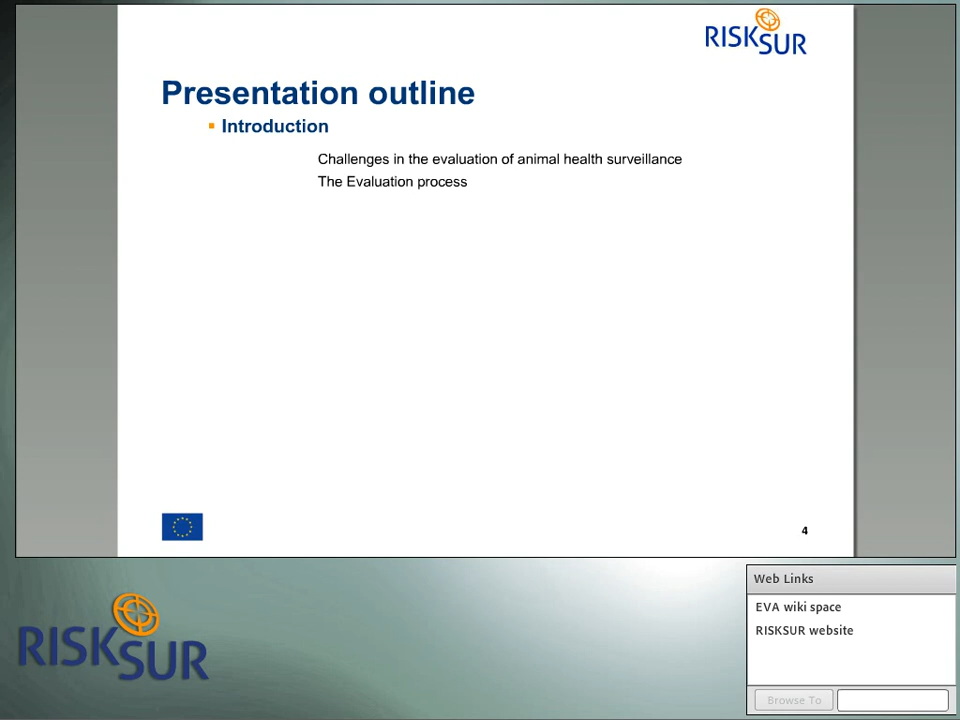 RISKSUR
Presentation outline
Introduction
Challenges in the evaluation of animal health surveillance
The Evaluation process
4
RISKSUR
Web Links
EVA wiki space
RISKSUR website
Browse To